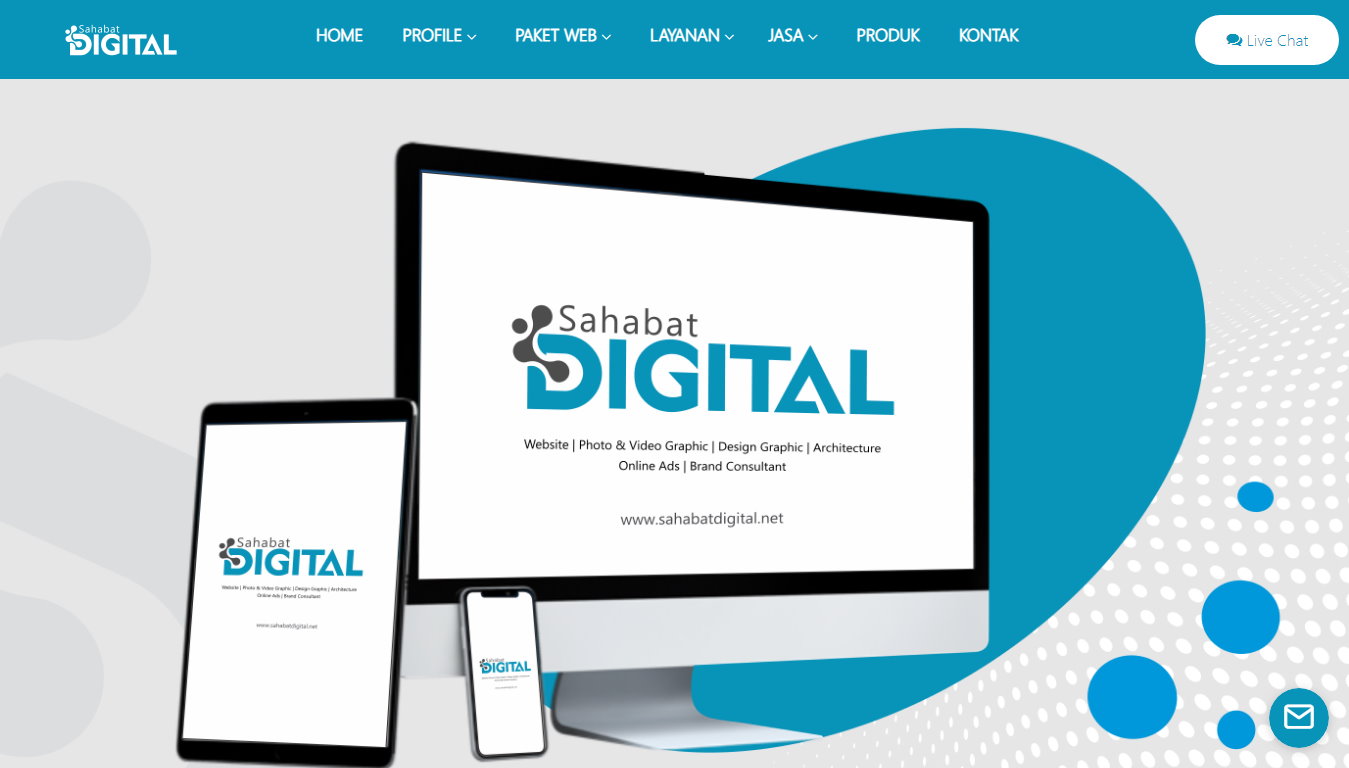 Sahabat
DIGITAL
HOME PROFILE PAKET WEB LAYANAN JASA PRODUK KONTAK
Live Chat
Sahabat
DIGITAL
Website | Photo & Video Graphic | Design Graphic | Architecture
Online Ads | Brand Consultant
www.sahabatdigital.net
Sahabat
DIGITAL
Website | Photo & Video Graphic | Design Graphic | Architecture
Online Ads | Brand Consultant
www.sahabatdigital.net
Sahabat
DIGITAL